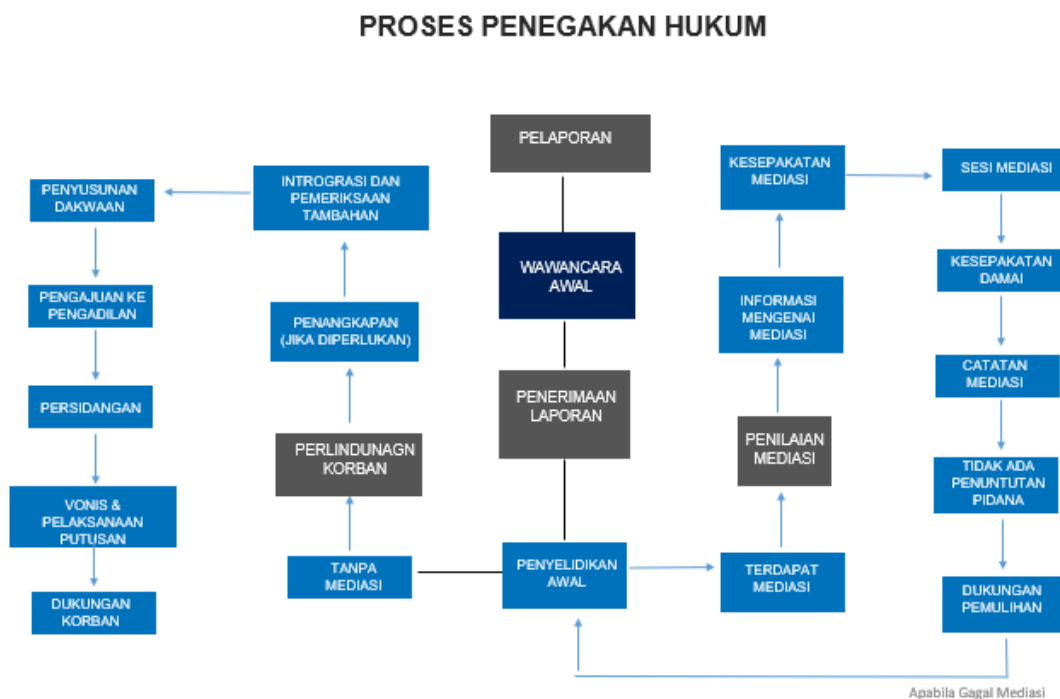 PROSES PENEGAKAN HUKUM
PELAPORAN
WAWANCARA
AWAL
PENERIMAAN
LAPORAN
PENYELIDIKAN
AWAL
TANPA
MEDIASI
PERLINDUNAGN
KORBAN
PENANGKAPAN
(JIKA DIPERLUKAN)
INTROGRASI DAN
PEMERIKSAAN
TAMBAHAN
PENYUSUNAN
DAKWAAN
PENGAJUAN KE
PENGADILAN
PERSIDANGAN
VONIS &
PELAKSANAAN
PUTUSAN
DUKUNGAN
KORBAN
TERDAPAT
MEDIASI
PENILAIAN
MEDIASI
INFORMASI
MENGENAI
MEDIASI
KESEPAKATAN
MEDIASI
SESI MEDIASI
KESEPAKATAN
DAMAI
CATATAN
MEDIASI
TIDAK ADA
PENUNTUTAN
PIDANA
DUKUNGAN
PEMULIHAN
Apabila Gagal Mediasi